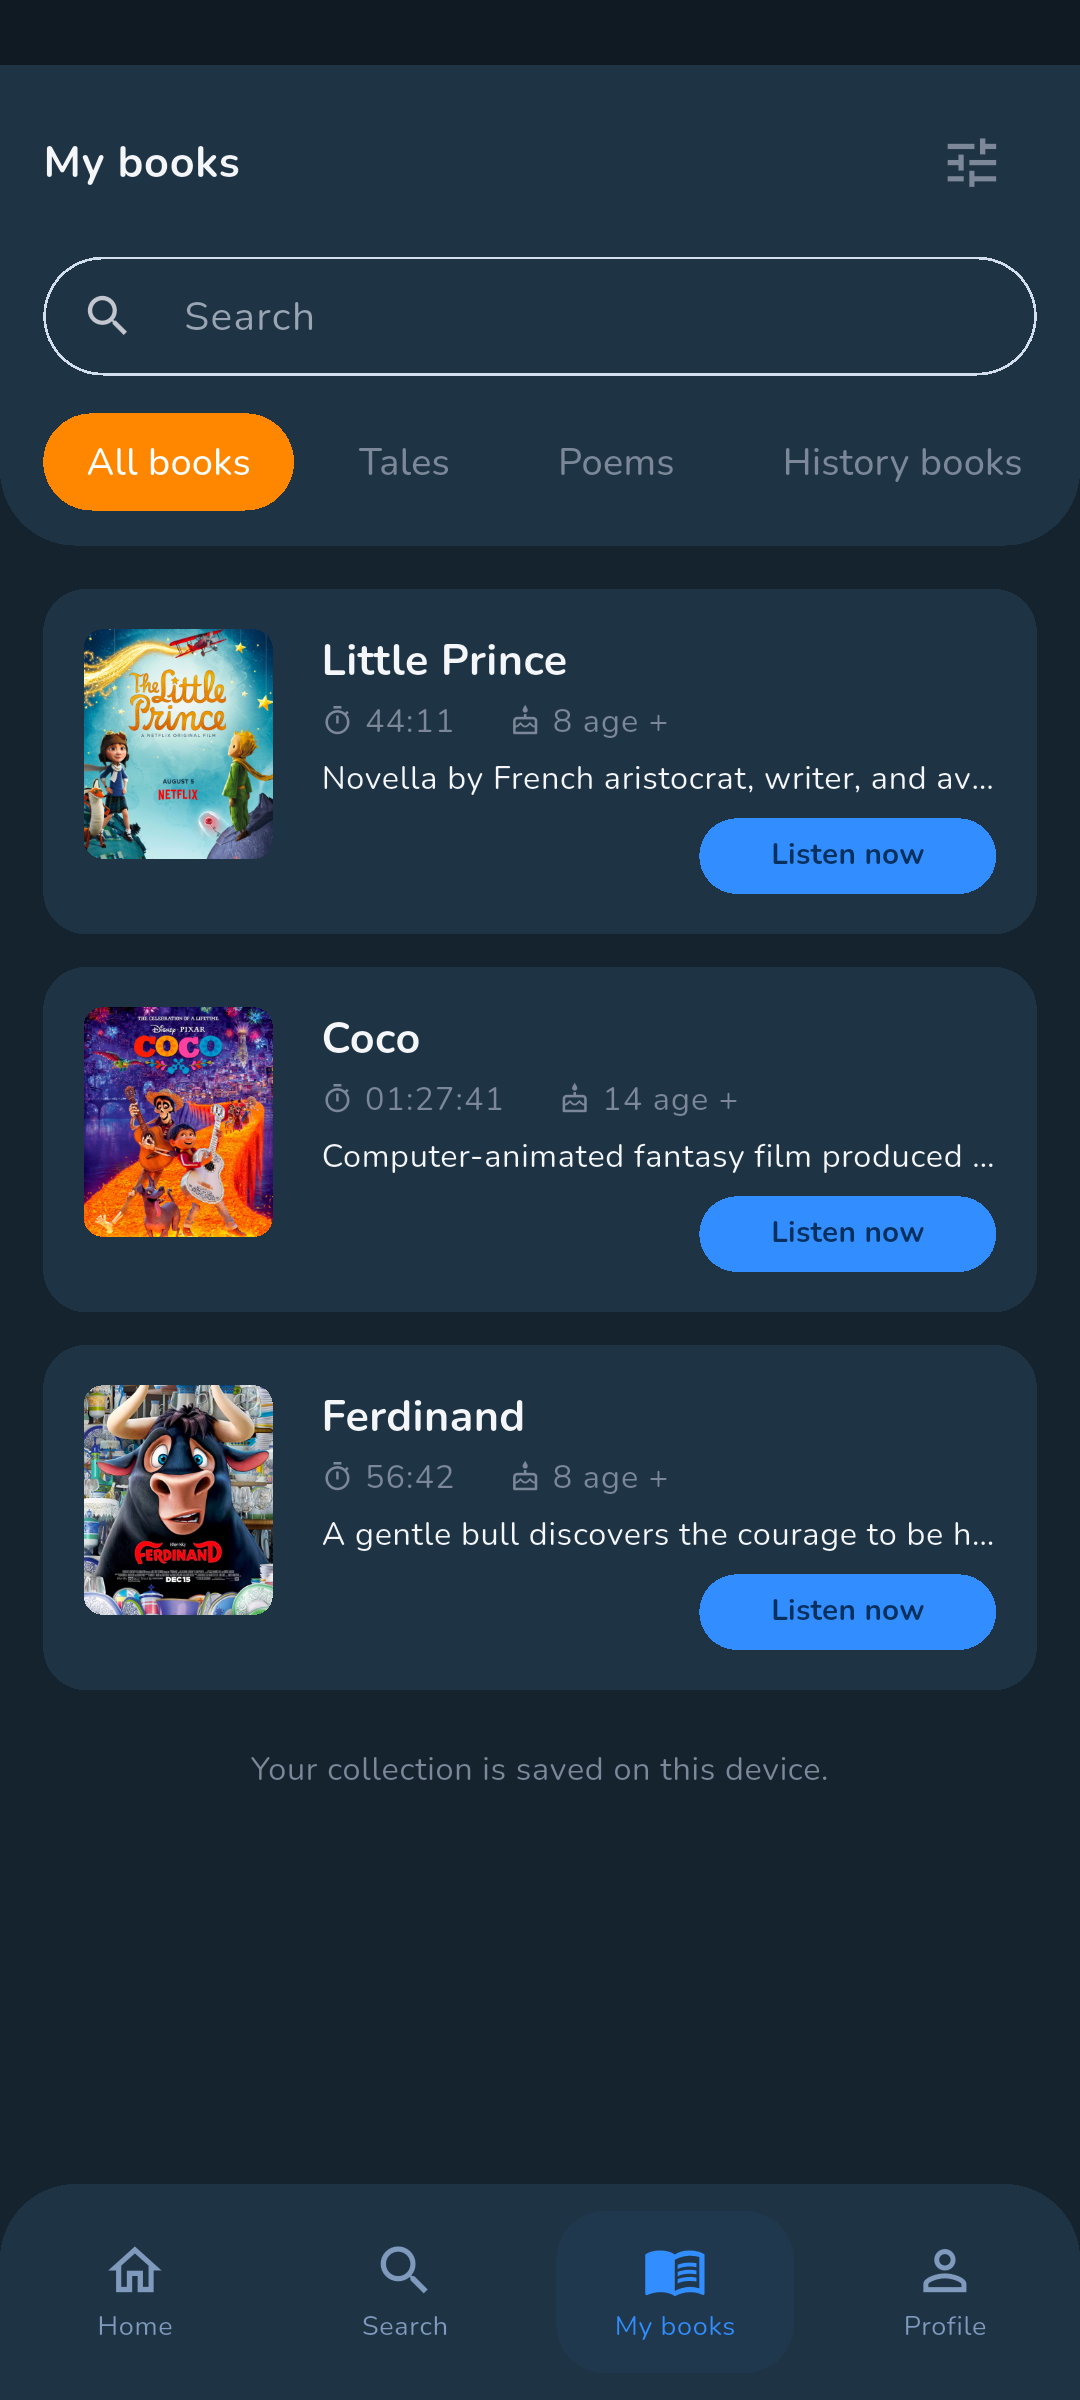 My books
Search
All books
Tales
Poems
History books
The Little Prince
A NETFLIX ORIGINAL FILM
AUGUST 5
NETFLIX
Little Prince
44:11
8 age +
Novella by French aristocrat, writer, and av...
Listen now
THE CELEBRATION OF A LIFETIME
Disney PIXAR
COCO
Coco
01:27:41
14 age +
Computer-animated fantasy film produced ...
Listen now
FERDINAND
DEC 15
Ferdinand
56:42
8 age +
A gentle bull discovers the courage to be h...
Listen now
Your collection is saved on this device.
Home
Search
My books
Profile